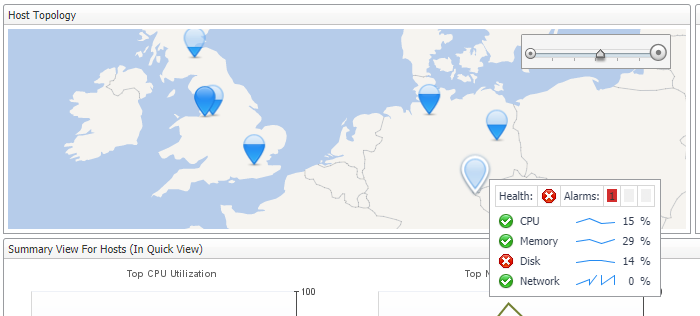 Host Topology
Health: Alarms: 1
CPU 15 %
Memory 29 %
Disk 14 %
Network 0 %
Summary View For Hosts (In Quick View)
Top CPU Utilization
Top
100